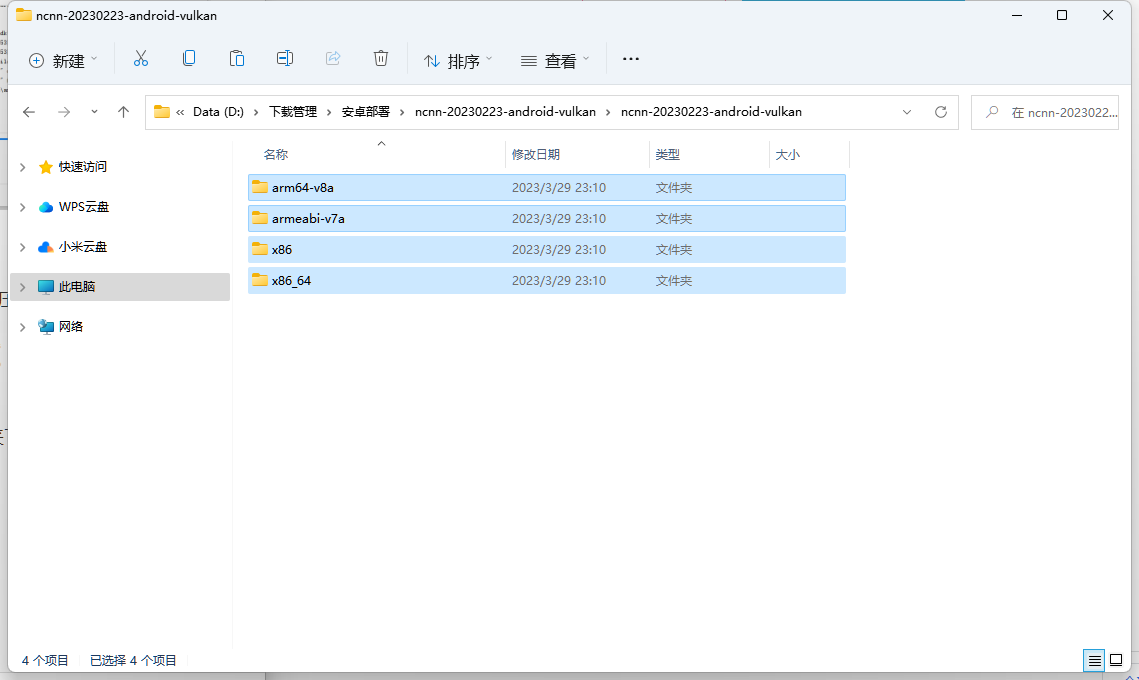 ncnn-20230223-android-vulkan
新建 排序 查看
« Data (D:) › 下载管理 › 安卓部署 › ncnn-20230223-android-vulkan › ncnn-20230223-android-vulkan
在 ncnn-2023022...
名称 修改日期 类型 大小
快速访问
arm64-v8a 2023/3/29 23:10 文件夹
WPS云盘
armeabi-v7a 2023/3/29 23:10 文件夹
小米云盘
x86 2023/3/29 23:10 文件夹
此电脑
x86_64 2023/3/29 23:10 文件夹
网络
4 个项目 已选择 4 个项目